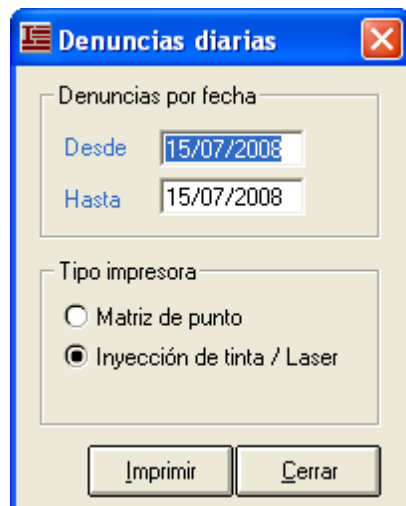 Denuncias diarias
Denuncias por fecha
Desde 15/07/2008
Hasta 15/07/2008
Tipo impresora
Matriz de punto
Inyección de tinta / Laser
Imprimir Cerrar